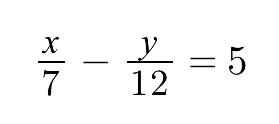 x/7 − y/12 = 5